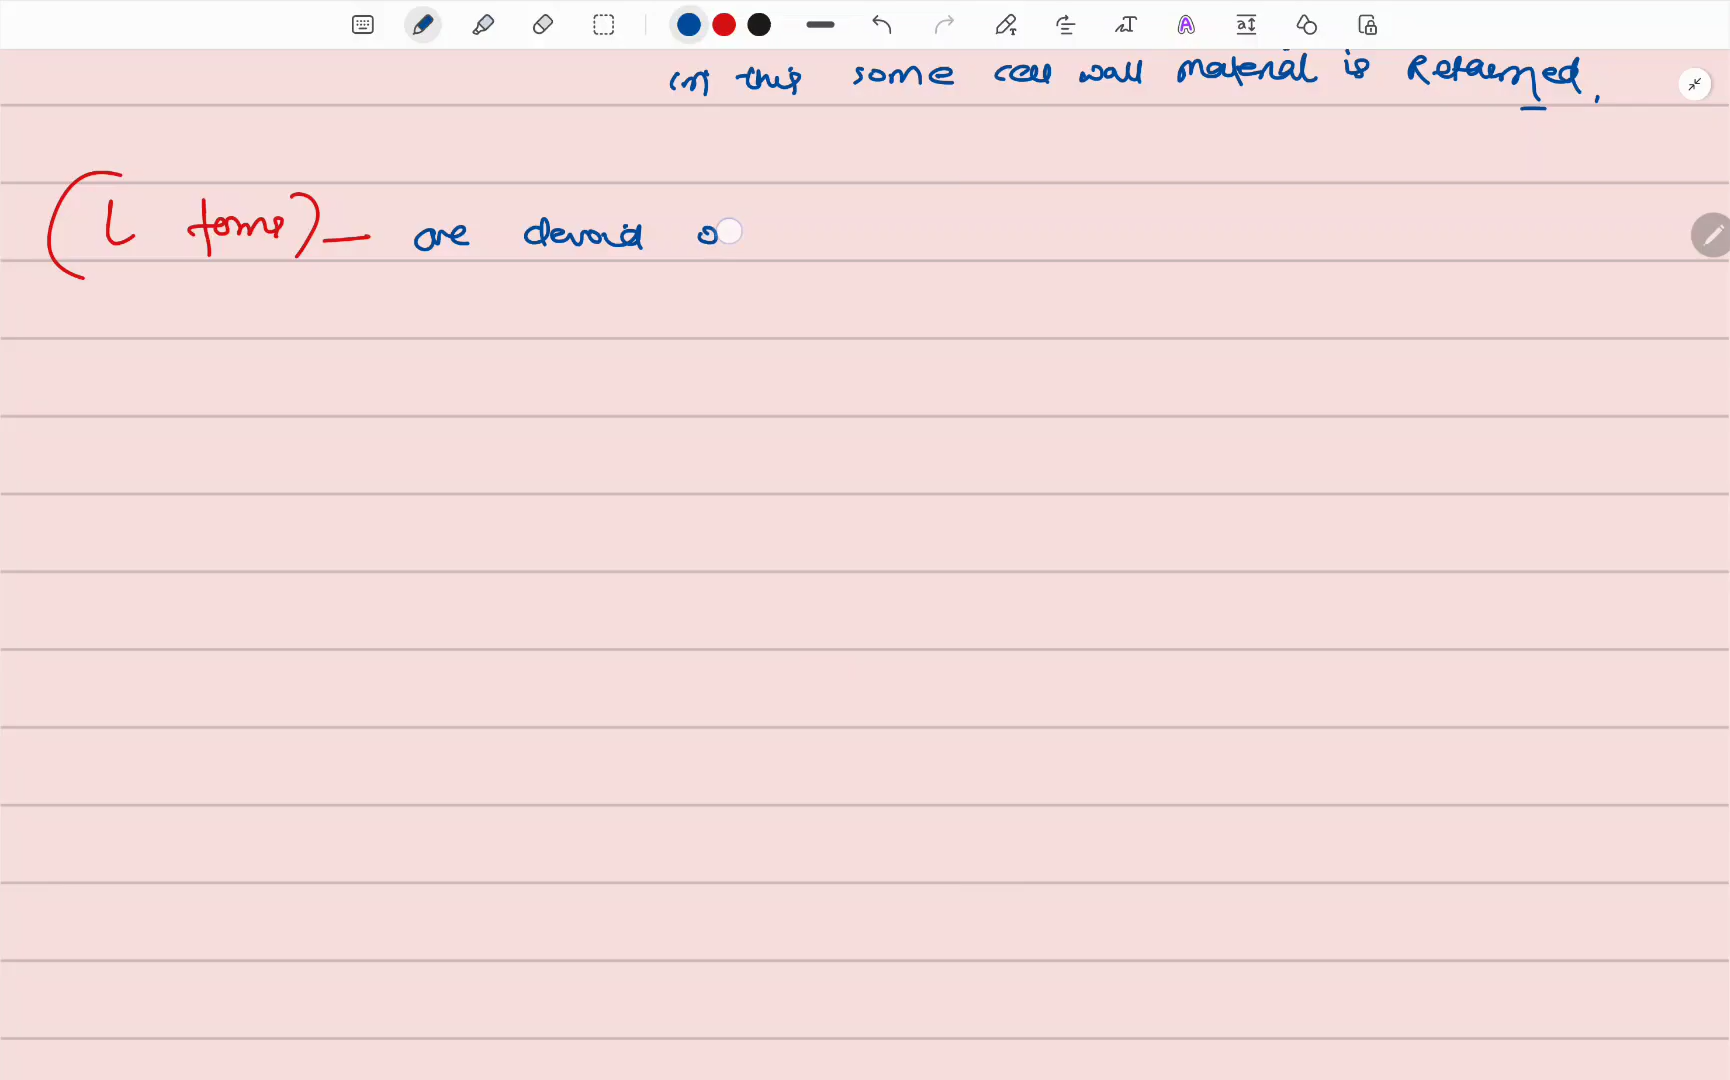 in this some cell wall material is Retained.
(L forms) — are devoid o